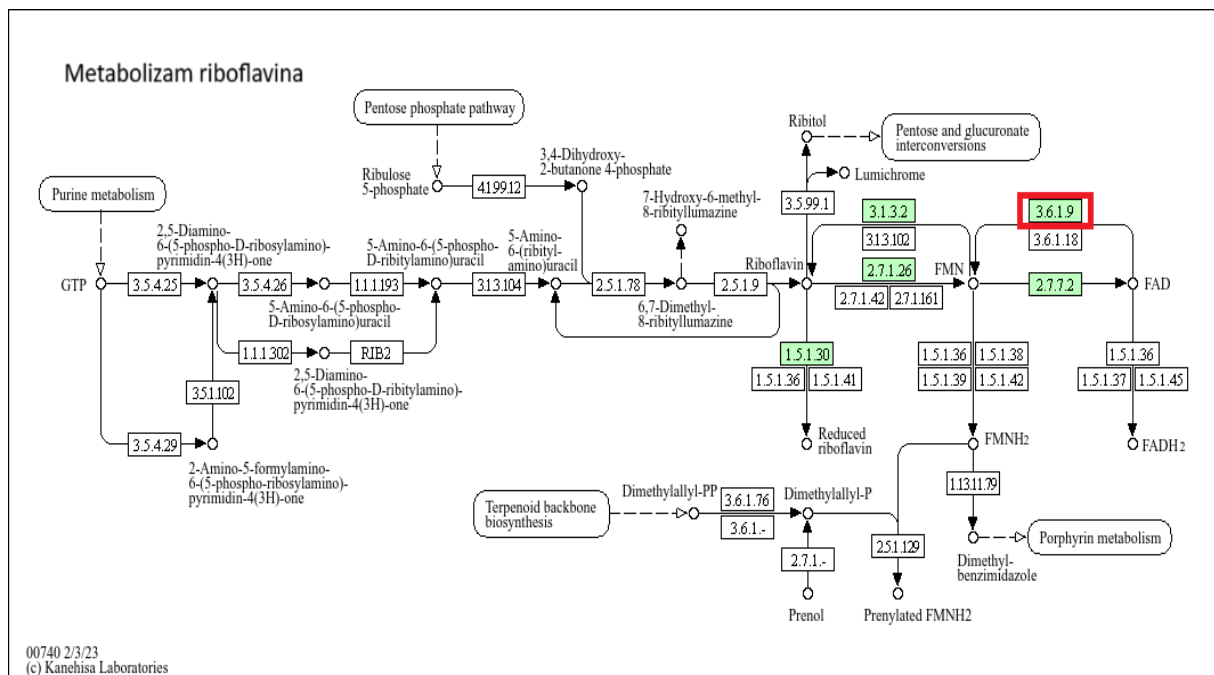 Metabolizam riboflavina
Pentose phosphate pathway
Ribitol
Pentose and glucuronate
interconversions
Purine metabolism
Ribulose
5-phosphate
4.1.99.12
3,4-Dihydroxy-
2-butanone 4-phosphate
Lumichrome
7-Hydroxy-6-methyl-
8-ribityllumazine
3.5.99.1
3.1.3.2
3.1.3.102
3.6.1.9
3.6.1.18
2,5-Diamino-
6-(5-phospho-D-ribosylamino)-
pyrimidin-4(3H)-one
5-Amino-6-(5-phospho-
D-ribitylamino)uracil
5-Amino-
6-(ribityl-
amino)uracil
Riboflavin
2.7.1.26
FMN
GTP
3.5.4.25
3.5.4.26
1.1.1.193
3.1.3.104
2.5.1.78
2.5.1.9
2.7.1.42
2.7.1.161
2.7.7.2
FAD
5-Amino-6-(5-phospho-
D-ribosylamino)uracil
6,7-Dimethyl-
8-ribityllumazine
1.1.1.302
RIB2
1.5.1.30
1.5.1.36
1.5.1.41
1.5.1.36
1.5.1.38
1.5.1.39
1.5.1.42
1.5.1.36
1.5.1.37
1.5.1.45
2,5-Diamino-
6-(5-phospho-D-ribitylamino)-
pyrimidin-4(3H)-one
3.5.1.102
3.5.4.29
Reduced
riboflavin
FMNH2
FADH2
2-Amino-5-formylamino-
6-(5-phospho-ribosylamino)-
pyrimidin-4(3H)-one
1.13.11.79
Terpenoid backbone
biosynthesis
Dimethylallyl-PP
3.6.1.76
3.6.1.-
Dimethylallyl-P
2.5.1.129
Dimethyl-
benzimidazole
Porphyrin metabolism
2.7.1.-
Prenol
Prenylated FMNH2
00740 2/3/23
(c) Kanehisa Laboratories